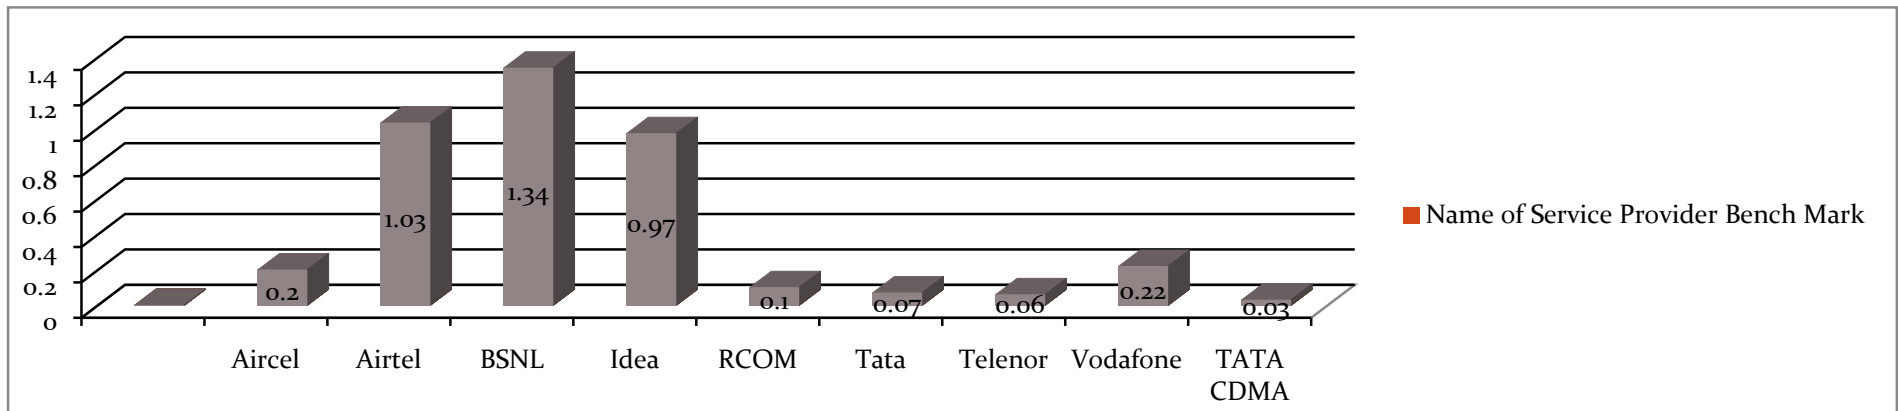 1.4
1.2
1
0.8
0.6
0.4
0.2
0
0.2
1.03
1.34
0.97
0.1
0.07
0.06
0.22
0.03
Aircel
Airtel
BSNL
Idea
RCOM
Tata
Telenor
Vodafone
TATA
CDMA
Name of Service Provider Bench Mark